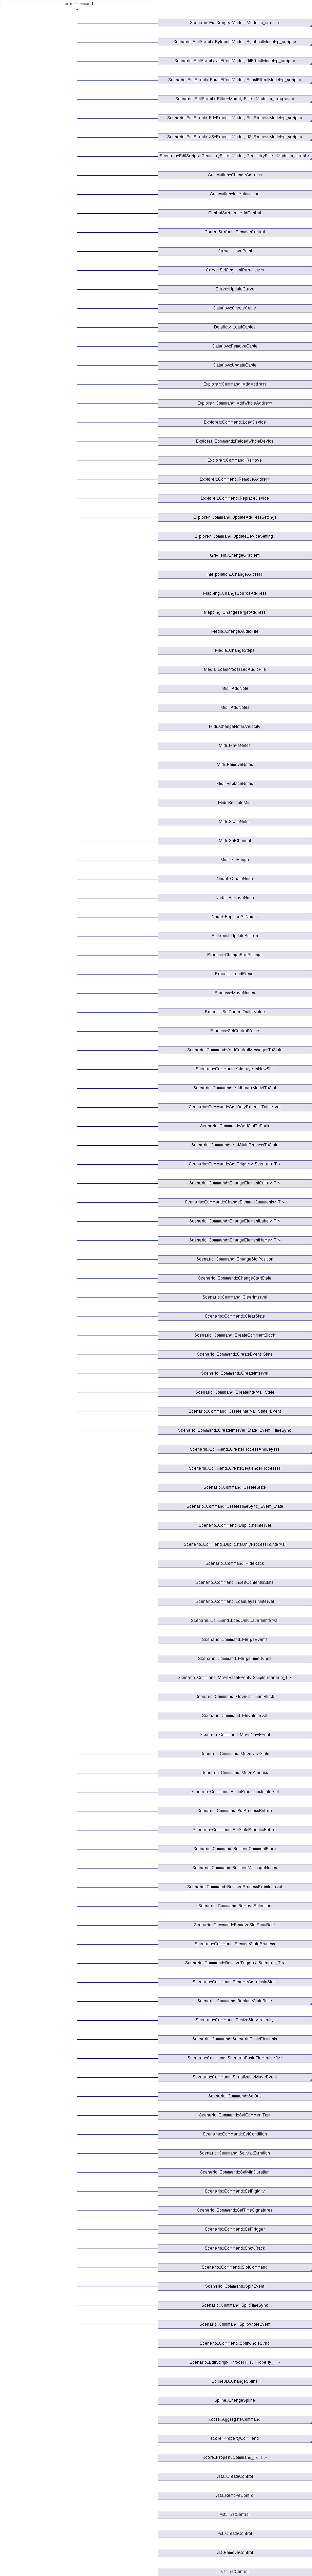 score::Command
Scenario::EditScript< Model, Model::p_script >
Scenario::EditScript< BytebeatModel, BytebeatModel::p_script >
Scenario::EditScript< JitEffectModel, JitEffectModel::p_script >
Scenario::EditScript< FaustEffectModel, FaustEffectModel::p_script >
Scenario::EditScript< Filter::Model, Filter::Model::p_program >
Scenario::EditScript< Pd::ProcessModel, Pd::ProcessModel::p_script >
Scenario::EditScript< JS::ProcessModel, JS::ProcessModel::p_script >
Scenario::EditScript< GeometryFilter::Model, GeometryFilter::Model::p_script >
Automation::ChangeAddress
Automation::InitAutomation
ControlSurface::AddControl
ControlSurface::RemoveControl
Curve::MovePoint
Curve::SetSegmentParameters
Curve::UpdateCurve
Dataflow::CreateCable
Dataflow::LoadCables
Dataflow::RemoveCable
Dataflow::UpdateCable
Explorer::Command::AddAddress
Explorer::Command::AddWholeAddress
Explorer::Command::LoadDevice
Explorer::Command::ReloadWholeDevice
Explorer::Command::Remove
Explorer::Command::RemoveAddress
Explorer::Command::ReplaceDevice
Explorer::Command::UpdateAddressSettings
Explorer::Command::UpdateDeviceSettings
Gradient::ChangeGradient
Interpolation::ChangeAddress
Mapping::ChangeSourceAddress
Mapping::ChangeTargetAddress
Media::ChangeAudioFile
Media::ChangeSteps
Media::LoadProcessedAudioFile
Midi::AddNote
Midi::AddNotes
Midi::ChangeNotesVelocity
Midi::MoveNotes
Midi::RemoveNotes
Midi::ReplaceNotes
Midi::RescaleMidi
Midi::ScaleNotes
Midi::SetChannel
Midi::SetRange
Nodal::CreateNode
Nodal::RemoveNode
Nodal::ReplaceAllNodes
Patternist::UpdatePattern
Process::ChangePortSettings
Process::LoadPreset
Process::MoveNodes
Process::SetControlOutletValue
Process::SetControlValue
Scenario::Command::AddControlMessagesToState
Scenario::Command::AddLayerInNewSlot
Scenario::Command::AddLayerModelToSlot
Scenario::Command::AddOnlyProcessToInterval
Scenario::Command::AddSlotToRack
Scenario::Command::AddStateProcessToState
Scenario::Command::AddTrigger< Scenario_T >
Scenario::Command::ChangeElementColor< T >
Scenario::Command::ChangeElementComments< T >
Scenario::Command::ChangeElementLabel< T >
Scenario::Command::ChangeElementName< T >
Scenario::Command::ChangeSlotPosition
Scenario::Command::ChangeStartState
Scenario::Command::ClearInterval
Scenario::Command::ClearState
Scenario::Command::CreateCommentBlock
Scenario::Command::CreateEvent_State
Scenario::Command::CreateInterval
Scenario::Command::CreateInterval_State
Scenario::Command::CreateInterval_State_Event
Scenario::Command::CreateInterval_State_Event_TimeSync
Scenario::Command::CreateProcessAndLayers
Scenario::Command::CreateSequenceProcesses
Scenario::Command::CreateState
Scenario::Command::CreateTimeSync_Event_State
Scenario::Command::DuplicateInterval
Scenario::Command::DuplicateOnlyProcessToInterval
Scenario::Command::HideRack
Scenario::Command::InsertContentInState
Scenario::Command::LoadLayerInInterval
Scenario::Command::LoadOnlyLayerInInterval
Scenario::Command::MergeEvents
Scenario::Command::MergeTimeSyncs
Scenario::Command::MoveBaseEvent< SimpleScenario_T >
Scenario::Command::MoveCommentBlock
Scenario::Command::MoveInterval
Scenario::Command::MoveNewEvent
Scenario::Command::MoveNewState
Scenario::Command::MoveProcess
Scenario::Command::PasteProcessesInInterval
Scenario::Command::PutProcessBefore
Scenario::Command::PutStateProcessBefore
Scenario::Command::RemoveCommentBlock
Scenario::Command::RemoveMessageNodes
Scenario::Command::RemoveProcessFromInterval
Scenario::Command::RemoveSelection
Scenario::Command::RemoveSlotFromRack
Scenario::Command::RemoveStateProcess
Scenario::Command::RemoveTrigger< Scenario_T >
Scenario::Command::RenameAddressInState
Scenario::Command::ReplaceStateBase
Scenario::Command::ResizeSlotVertically
Scenario::Command::ScenarioPasteElements
Scenario::Command::ScenarioPasteElementsAfter
Scenario::Command::SerializableMoveEvent
Scenario::Command::SetBus
Scenario::Command::SetCommentText
Scenario::Command::SetCondition
Scenario::Command::SetMaxDuration
Scenario::Command::SetMinDuration
Scenario::Command::SetRigidity
Scenario::Command::SetTimeSignatures
Scenario::Command::SetTrigger
Scenario::Command::ShowRack
Scenario::Command::SlotCommand
Scenario::Command::SplitEvent
Scenario::Command::SplitTimeSync
Scenario::Command::SplitWholeEvent
Scenario::Command::SplitWholeSync
Scenario::EditScript< Process_T, Property_T >
Spline3D::ChangeSpline
Spline::ChangeSpline
score::AggregateCommand
score::PropertyCommand
score::PropertyCommand_T< T >
vst3::CreateControl
vst3::RemoveControl
vst3::SetControl
vst::CreateControl
vst::RemoveControl
vst::SetControl